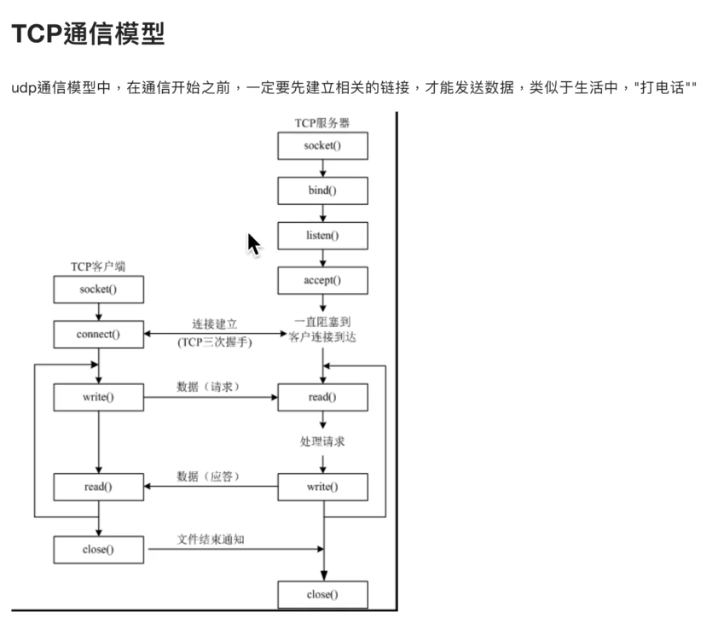 TCP通信模型
udp通信模型中，在通信开始之前，一定要先建立相关的链接，才能发送数据，类似于生活中，"打电话""
TCP服务器
socket()
bind()
listen()
accept()
TCP客户端
socket()
connect()
连接建立
(TCP三次握手)
一直阻塞到
客户连接到达
write()
数据（请求）
read()
处理请求
read()
数据（应答）
write()
close()
文件结束通知
close()